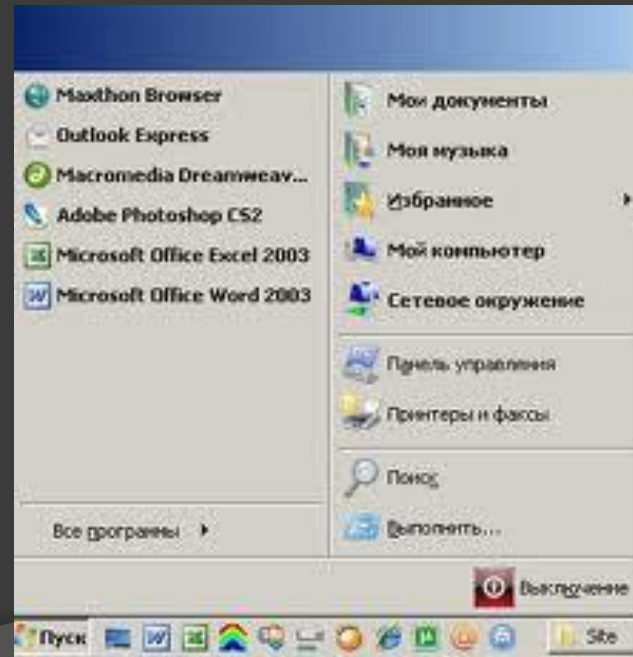 Maxthon Browser
Outlook Express
Macromedia Dreamweav...
Adobe Photoshop CS2
Microsoft Office Excel 2003
Microsoft Office Word 2003
Все программы
Мои документы
Моя музыка
Избранное
Мой компьютер
Сетевое окружение
Панель управления
Принтеры и факсы
Поиск
Выполнить...
Выключение
Пуск
Site